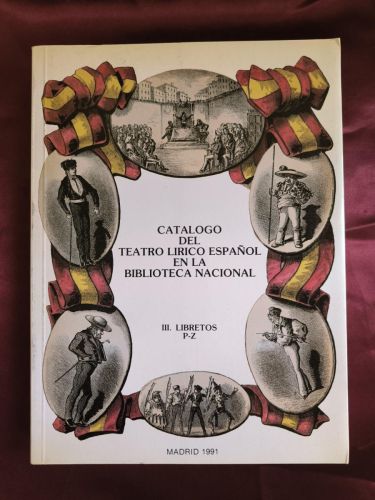 CATALOGO
DEL
TEATRO LIRICO ESPAÑOL
EN LA
BIBLIOTECA NACIONAL
III. LIBRETOS
P-Z
MADRID 1991